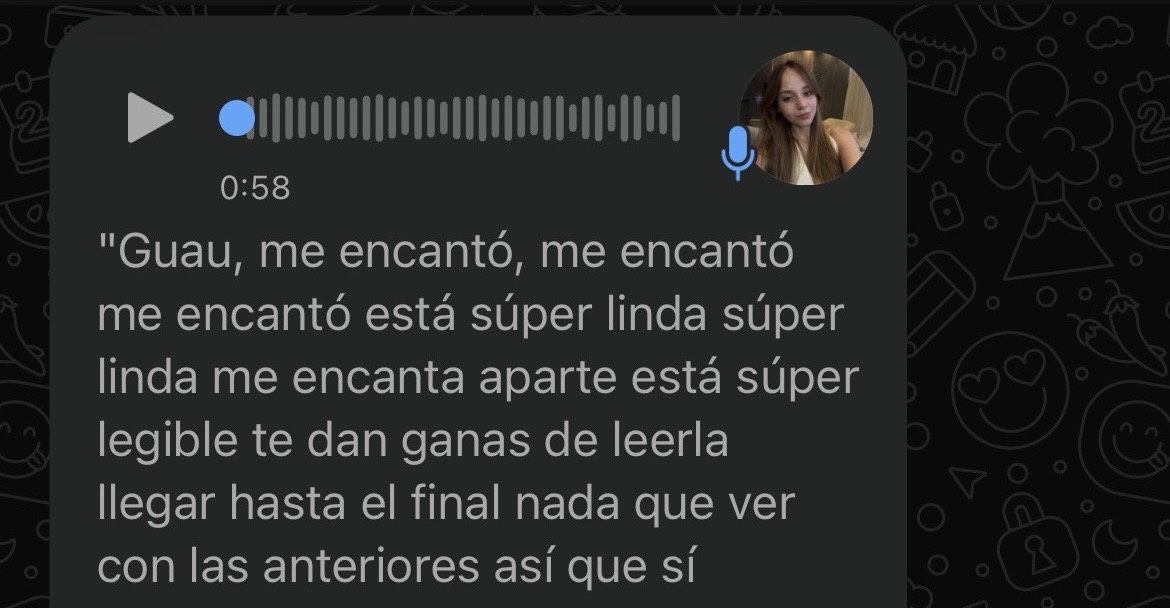 0:58
"Guau, me encantó, me encantó
me encantó está súper linda súper
linda me encanta aparte está súper
legible te dan ganas de leerla
llegar hasta el final nada que ver
con las anteriores así que sí